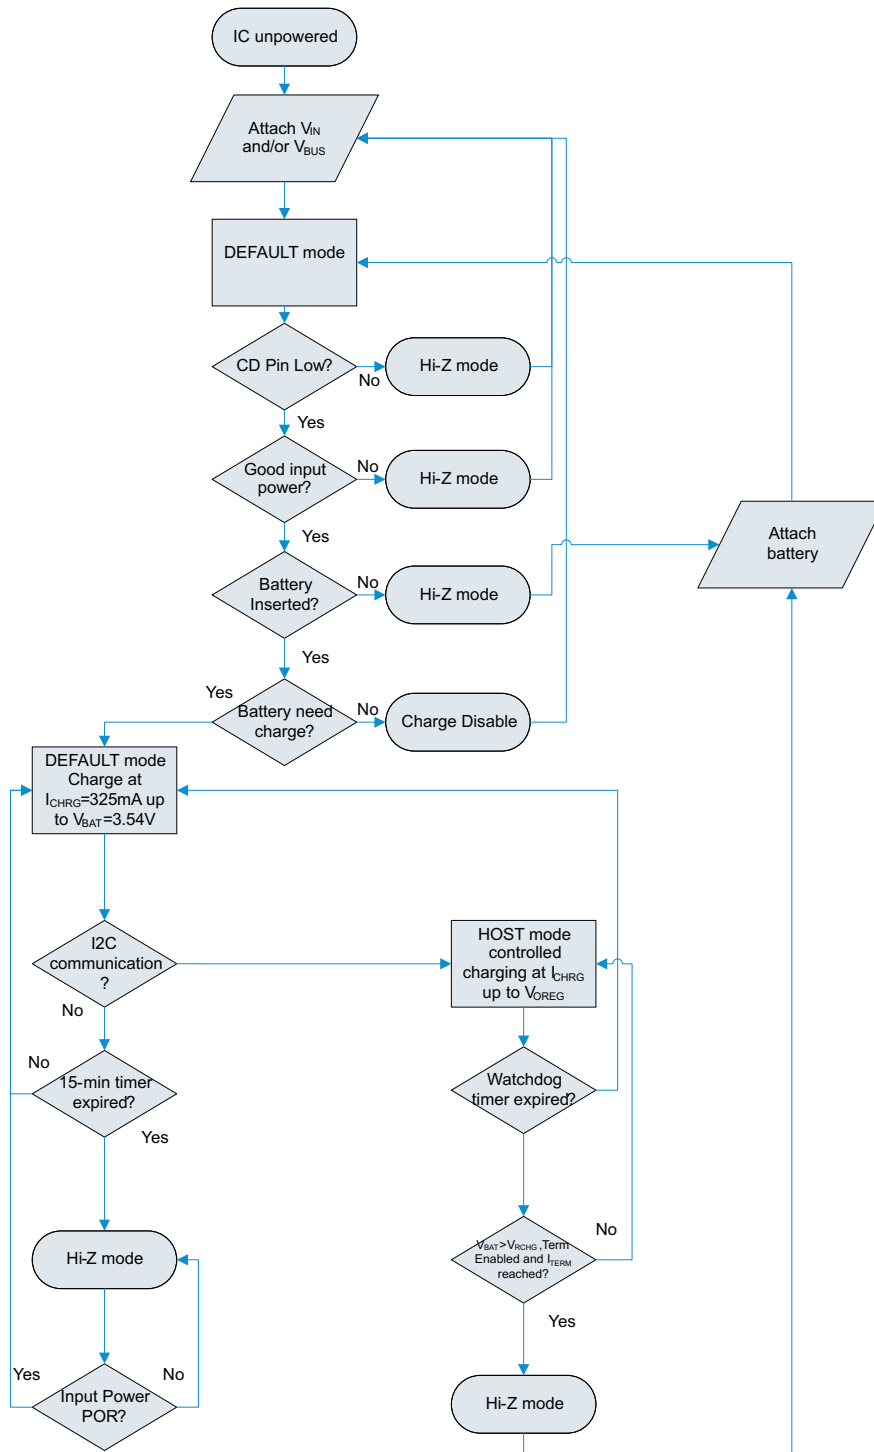 IC unpowered
Attach VIN
and/or VBUS
DEFAULT mode
CD Pin Low?
No
Hi-Z mode
Yes
Good input
power?
No
Hi-Z mode
Yes
Attach
battery
Battery
Inserted?
No
Hi-Z mode
Yes
Yes
Battery need
charge?
No
Charge Disable
DEFAULT mode
Charge at
ICHRG=325mA up
to VBAT=3.54V
I2C
communication
?
No
HOST mode
controlled
charging at ICHRG
up to VOREG
No
15-min timer
expired?
Yes
Watchdog
timer expired?
Hi-Z mode
VBAT>VRCHG,Term
Enabled and ITERM
reached?
No
Yes
Yes
No
Input Power
POR?
Hi-Z mode